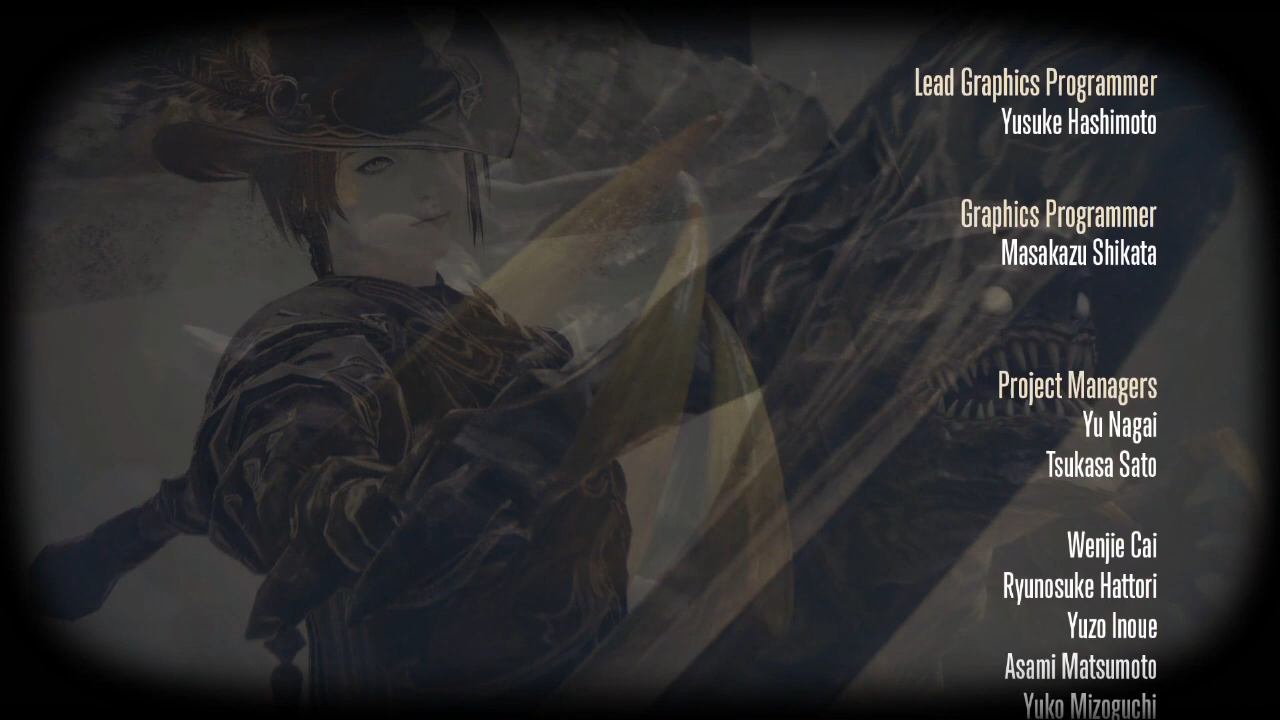 Lead Graphics Programmer
Yusuke Hashimoto
Graphics Programmer
Masakazu Shikata
Project Managers
Yu Nagai
Tsukasa Sato
Wenjie Cai
Ryunosuke Hattori
Yuzo Inoue
Asami Matsumoto
Yuko Mizoguchi